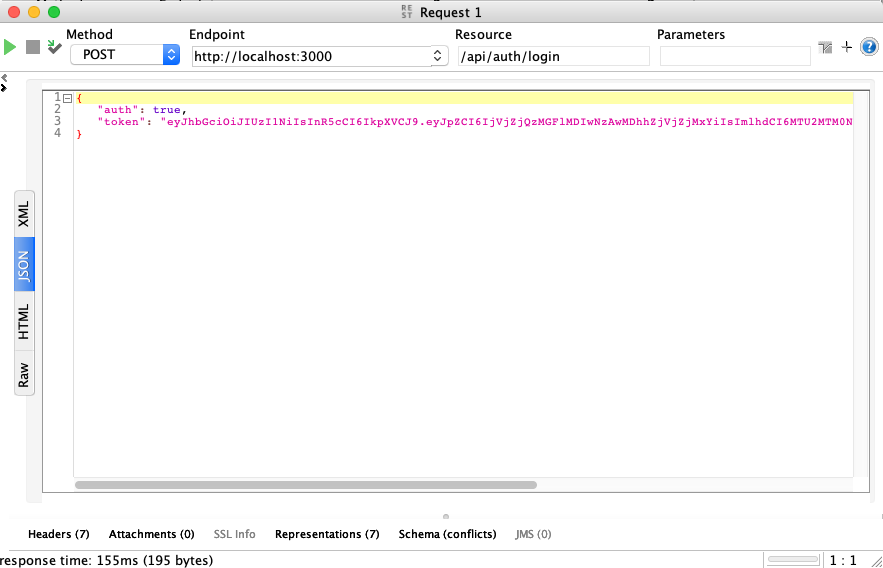 RE
ST Request 1
Method Endpoint Resource Parameters
POST http://localhost:3000 /api/auth/login
1 {
2 "auth": true,
3 "token": "eyJhbGciOiJIUzI1NiIsInR5cCI6IkpXVCJ9.eyJpZCI6IjVjZjQzMGFlMDIwNzAwMDhhZjVjZjMxYiIsImlhdCI6MTU2MTM0N
4 }
XML
JSON
HTML
Raw
Headers (7) Attachments (0) SSL Info Representations (7) Schema (conflicts) JMS (0)
response time: 155ms (195 bytes) 1 : 1